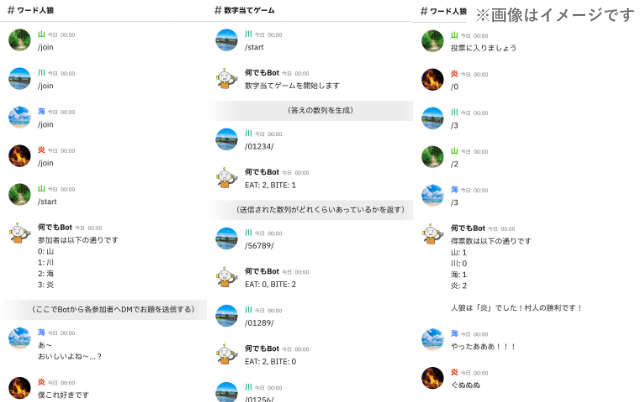 # ワード人狼
山 今日 00:00
/join
川 今日 00:00
/join
海 今日 00:00
/join
炎 今日 00:00
/join
山 今日 00:00
/start
何でもBot 今日 00:00
参加者は以下の通りです
0: 山
1: 川
2: 海
3: 炎
（ここでBotから各参加者へDMでお題を送信する）
海 今日 00:00
あ～
おいしいよね～…？
炎 今日 00:00
僕これ好きです
# 数字当てゲーム
川 今日 00:00
/start
何でもBot 今日 00:00
数字当てゲームを開始します
（答えの数列を生成）
川 今日 00:00
/01234/
何でもBot 今日 00:00
EAT: 2, BITE: 1
（送信された数列がどれくらいあっているかを返す）
川 今日 00:00
/56789/
何でもBot 今日 00:00
EAT: 0, BITE: 2
川 今日 00:00
/01289/
何でもBot 今日 00:00
EAT: 2, BITE: 0
川 今日 00:00
/01256/
# ワード人狼
※画像はイメージです
山 今日 00:00
投票に入りましょう
炎 今日 00:00
/0
川 今日 00:00
/3
山 今日 00:00
/2
海 今日 00:00
/3
何でもBot 今日 00:00
得票数は以下の通りです
山: 1
川: 0
海: 1
炎: 2
人狼は「炎」でした！村人の勝利です！
海 今日 00:00
やったあああ！！！
炎 今日 00:00
ぐぬぬぬ